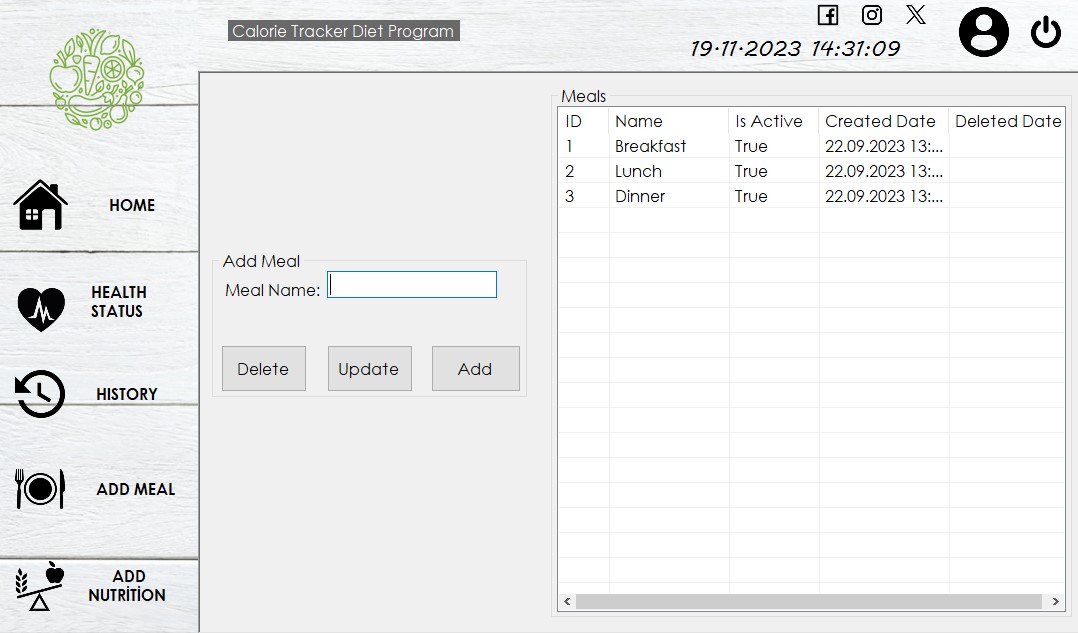 Calorie Tracker Diet Program
19·11·2023 14:31:09
HOME
HEALTH
STATUS
HISTORY
ADD MEAL
ADD
NUTRİTİON
Add Meal
Meal Name:
Delete Update Add
Meals
ID Name Is Active Created Date Deleted Date
1 Breakfast True 22.09.2023 13:...
2 Lunch True 22.09.2023 13:...
3 Dinner True 22.09.2023 13:...